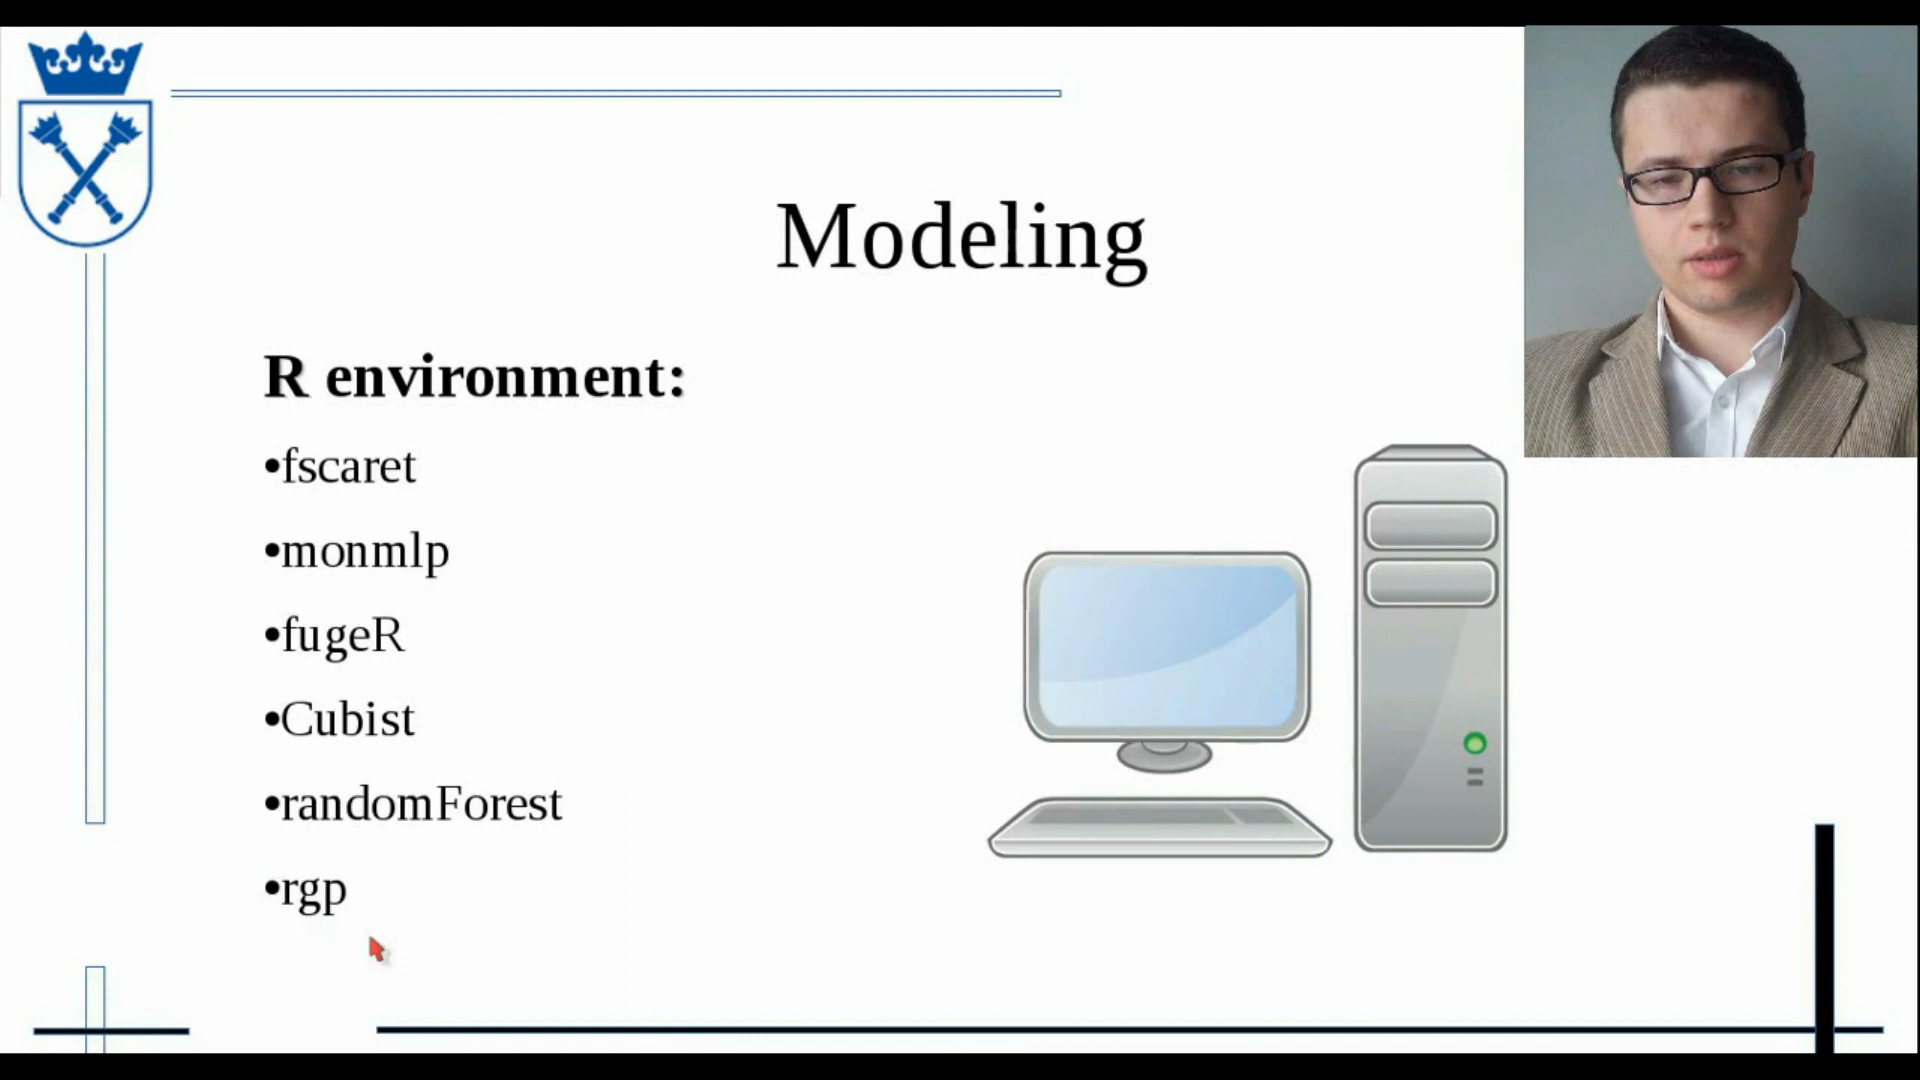 Modeling
R environment:
•fscaret
•monmlp
•fugeR
•Cubist
•randomForest
•rgp